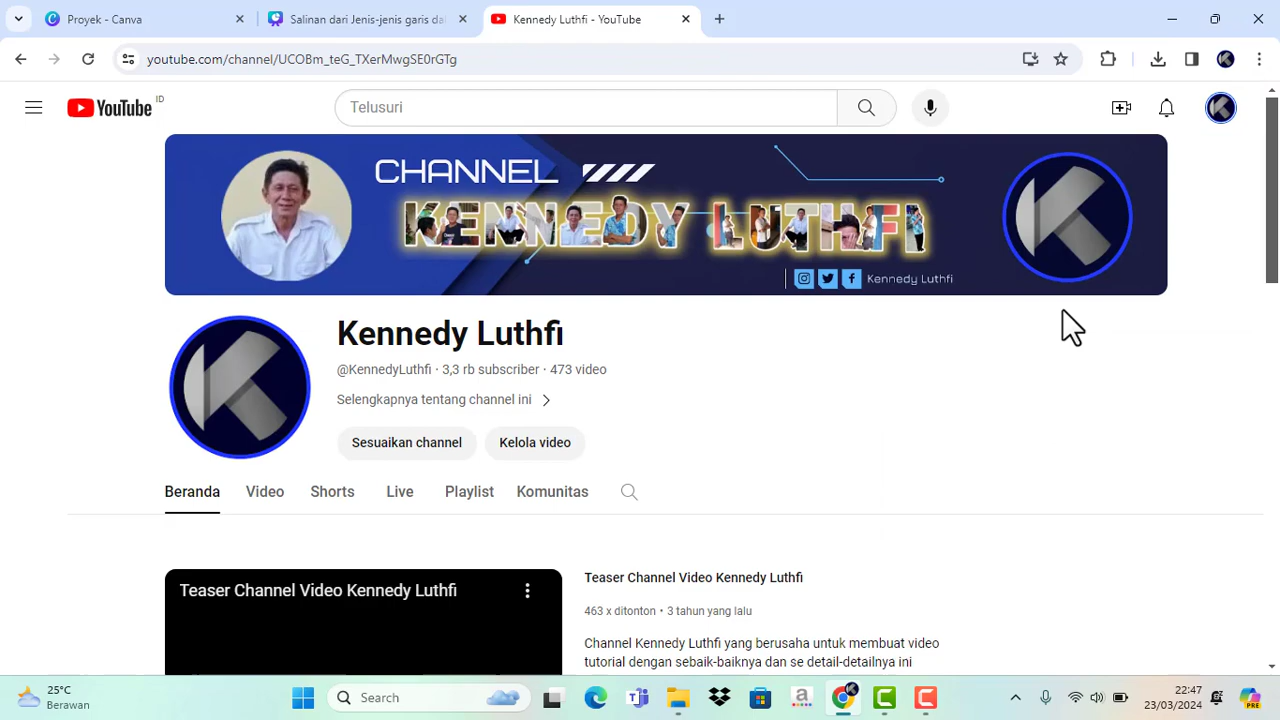 Proyek - Canva
Salinan dari Jenis-jenis garis da
Kennedy Luthfi - YouTube
youtube.com/channel/UCOBm_teG_TXerMwgSE0rGTg
YouTube ID
Telusuri
CHANNEL
KENNEDY LUTHFI
Kennedy Luthfi
Kennedy Luthfi
@KennedyLuthfi · 3,3 rb subscriber · 473 video
Selengkapnya tentang channel ini
Sesuaikan channel
Kelola video
Beranda
Video
Shorts
Live
Playlist
Komunitas
Teaser Channel Video Kennedy Luthfi
Teaser Channel Video Kennedy Luthfi
463 x ditonton • 3 tahun yang lalu
Channel Kennedy Luthfi yang berusaha untuk membuat video
tutorial dengan sebaik-baiknya dan se detail-detailnya ini
25°C
Berawan
Search
22:47
23/03/2024
PRE